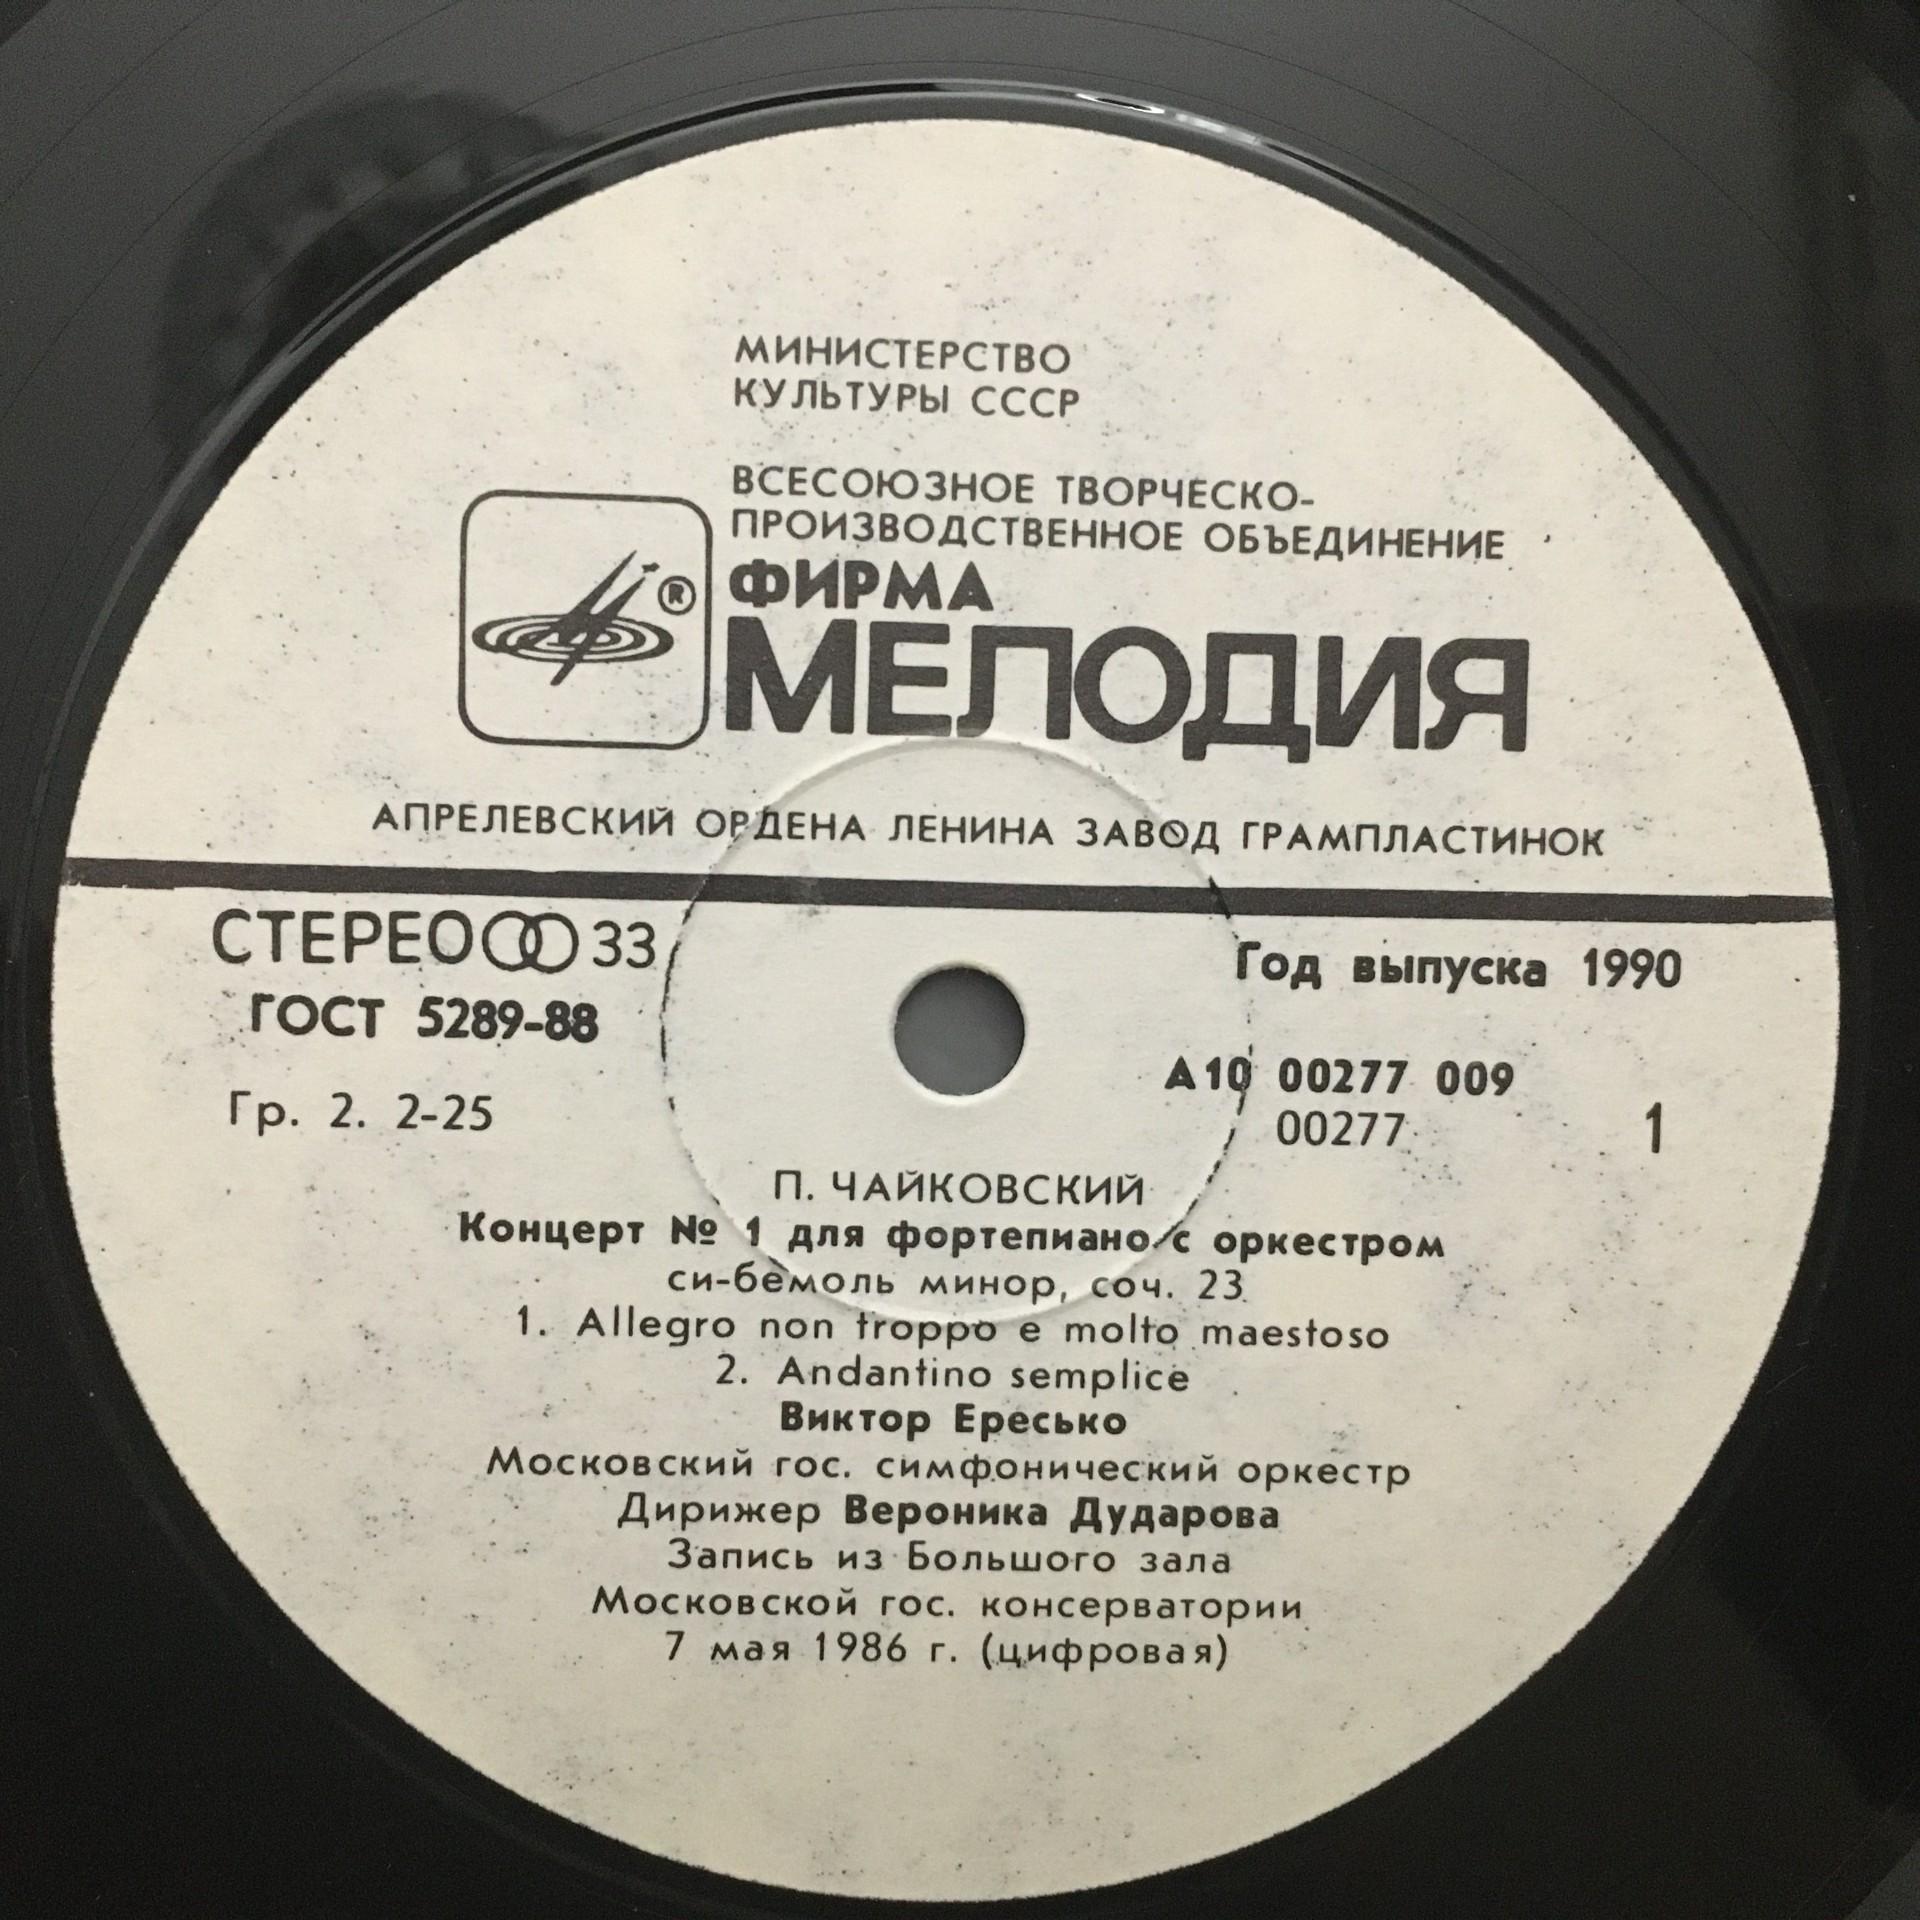 МИНИСТЕРСТВО
КУЛЬТУРЫ СССР
ВСЕСОЮЗНОЕ ТВОРЧЕСКО-
ПРОИЗВОДСТВЕННОЕ ОБЪЕДИНЕНИЕ
®
ФИРМА
МЕЛОДИЯ
АПРЕЛЕВСКИЙ ОРДЕНА ЛЕНИНА ЗАВОД ГРАМПЛАСТИНОК
СТЕРЕО 33
ГОСТ 5289-88
Гр. 2. 2-25
Год выпуска 1990
А10 00277 009
00277
1
П. ЧАЙКОВСКИЙ
Концерт № 1 для фортепиано с оркестром
си-бемоль минор, соч. 23
1. Allegro non troppo e molto maestoso
2. Andantino semplice
Виктор Ересько
Московский гос. симфонический оркестр
Дирижер Вероника Дударова
Запись из Большого зала
Московской гос. консерватории
7 мая 1986 г. (цифровая)